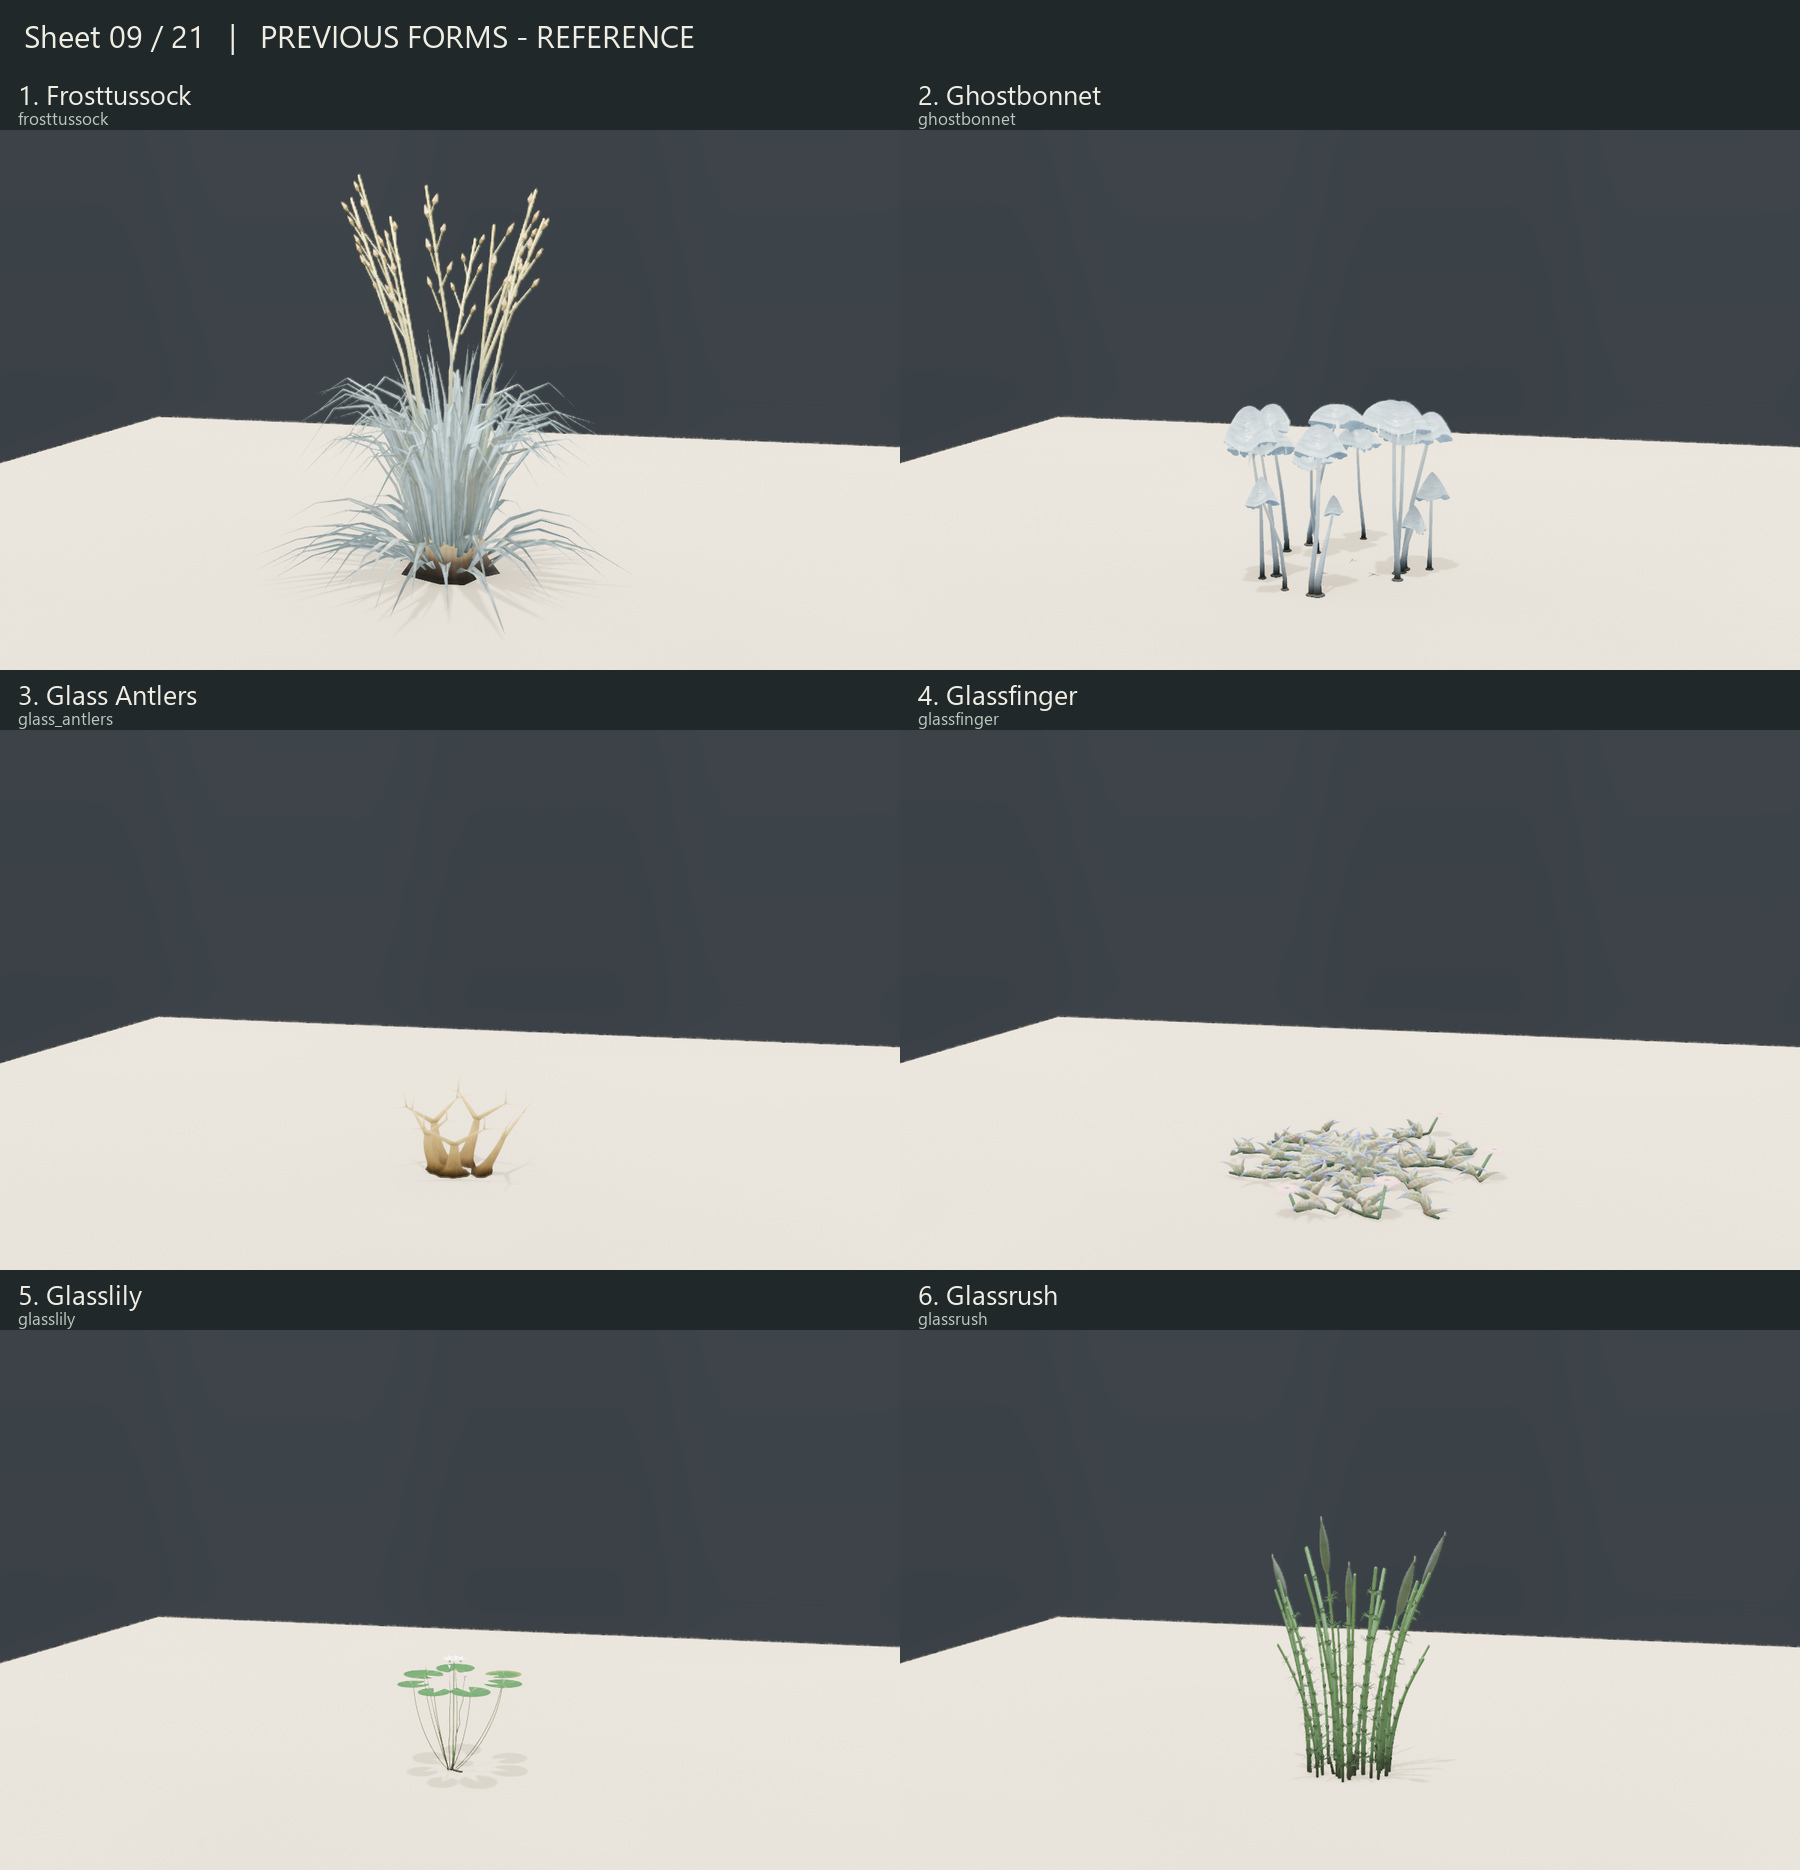 Sheet 09 / 21 | PREVIOUS FORMS - REFERENCE
1. Frosttussock
frosttussock
2. Ghostbonnet
ghostbonnet
3. Glass Antlers
glass_antlers
4. Glassfinger
glassfinger
5. Glasslily
glasslily
6. Glassrush
glassrush